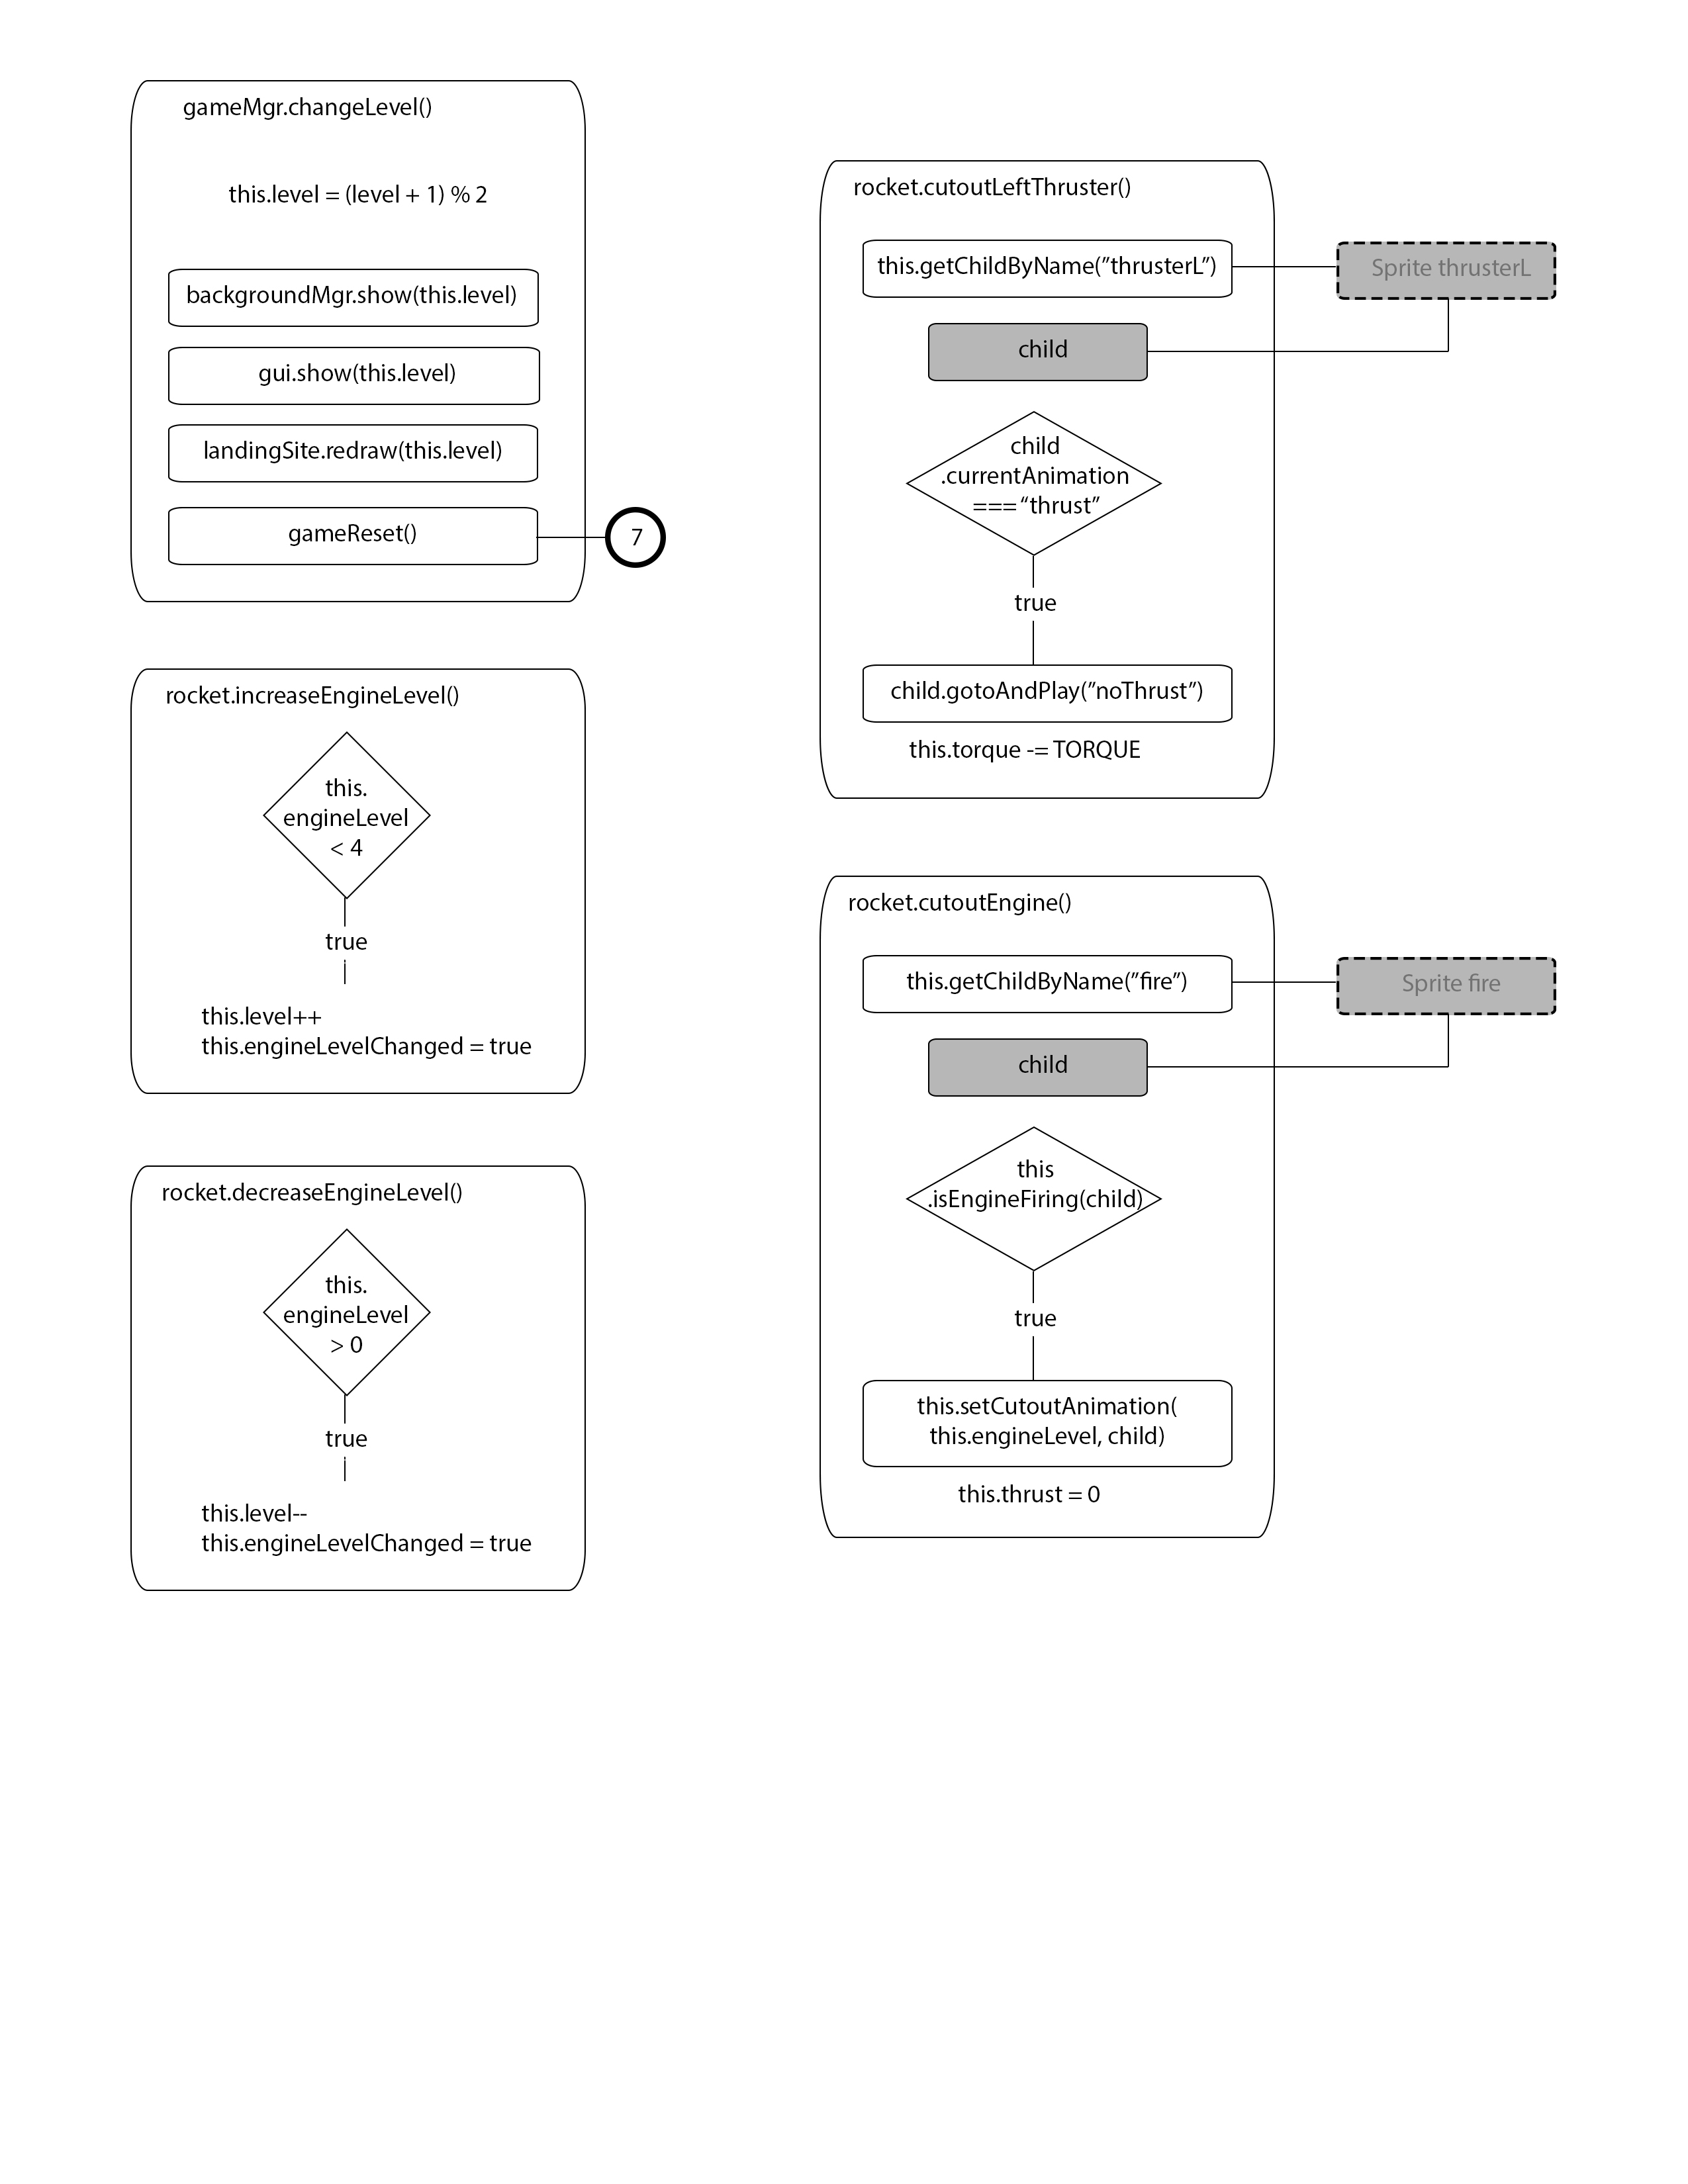 gameMgr.changeLevel()
this.level = (level + 1) % 2
backgroundMgr.show(this.level)
gui.show(this.level)
landingSite.redraw(this.level)
gameReset()
7
rocket.increaseEngineLevel()
this.
engineLevel
< 4
true
this.level++
this.engineLevelChanged = true
rocket.decreaseEngineLevel()
this.
engineLevel
> 0
true
this.level--
this.engineLevelChanged = true
rocket.cutoutLeftThruster()
this.getChildByName(”thrusterL”)
Sprite thrusterL
child
child
.currentAnimation
=== “thrust”
true
child.gotoAndPlay(”noThrust”)
this.torque -= TORQUE
rocket.cutoutEngine()
this.getChildByName(”fire”)
Sprite fire
child
this
.isEngineFiring(child)
true
this.setCutoutAnimation(
this.engineLevel, child)
this.thrust = 0